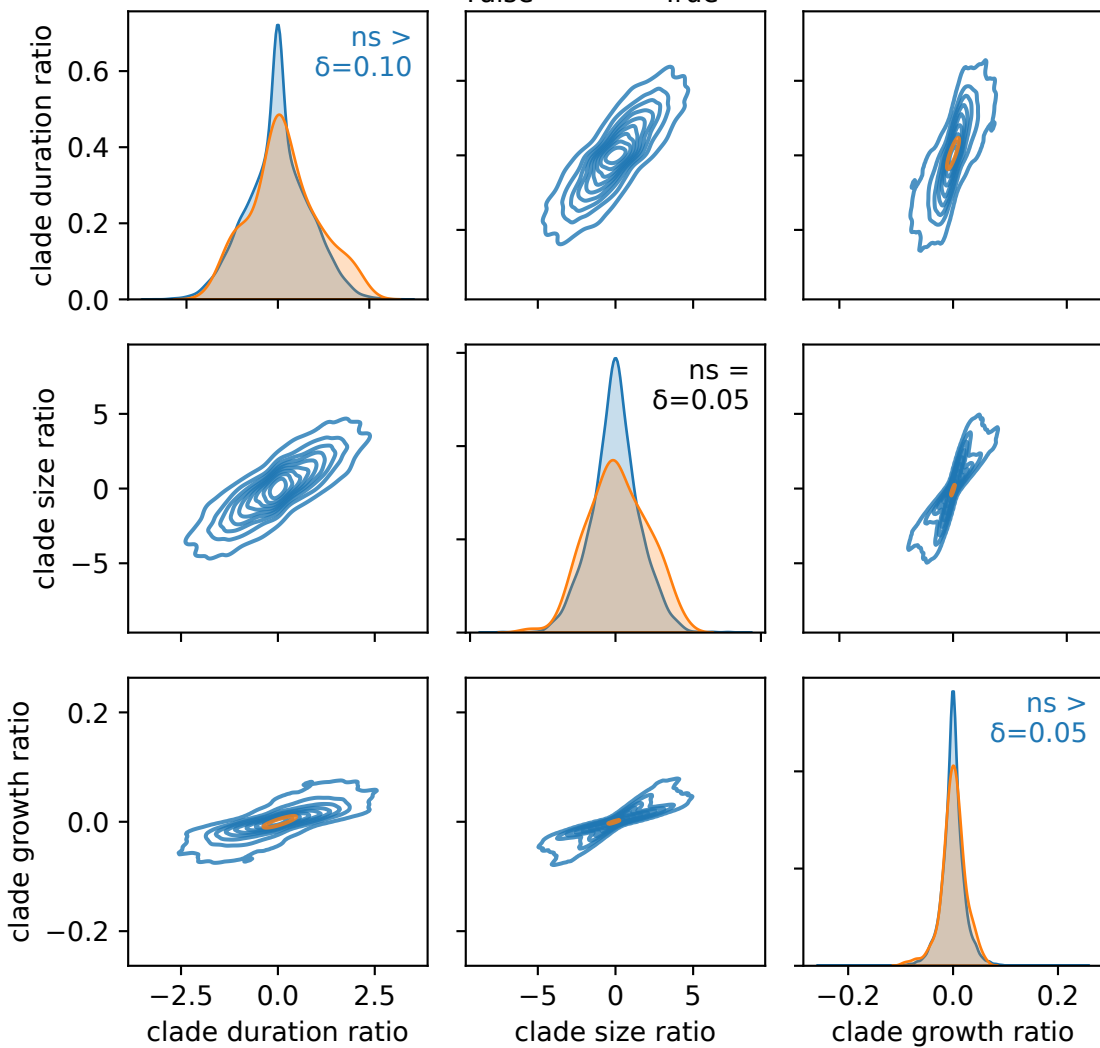 True
ns >
δ=0.10
clade duration ratio
0.6
0.4
0.2
0.0
ns =
δ=0.05
clade size ratio
5
0
−5
ns >
δ=0.05
clade growth ratio
0.2
0.0
−0.2
−2.5 0.0 2.5
−5 0 5
−0.2 0.0 0.2
clade duration ratio
clade size ratio
clade growth ratio